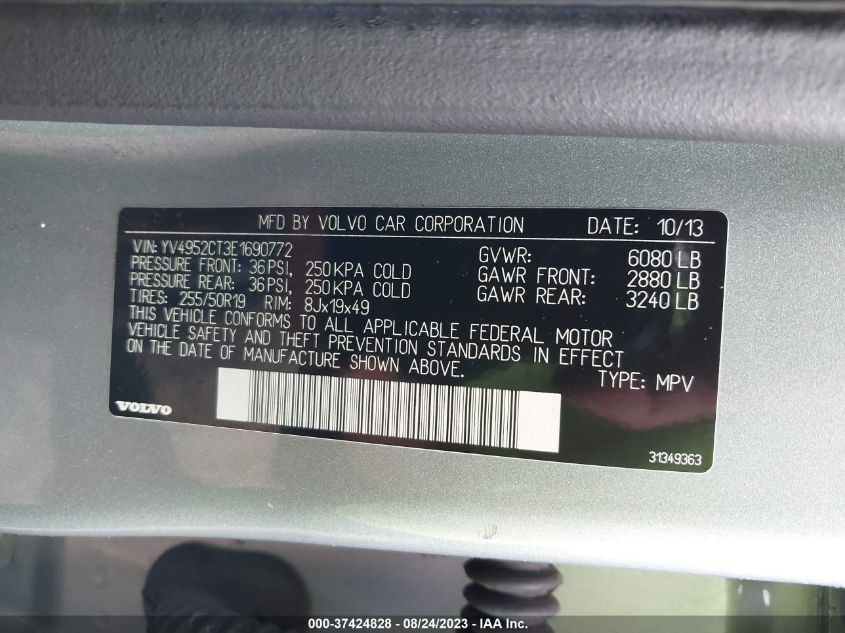 MFD BY VOLVO CAR CORPORATION DATE: 10/13
VIN: YV4952CT3E1690772
PRESSURE FRONT: 36PSI, 250KPA COLD
PRESSURE REAR: 36PSI, 250KPA COLD
TIRES: 255/50R19 RIM: 8Jx19x49
GVWR: 6080 LB
GAWR FRONT: 2880 LB
GAWR REAR: 3240 LB
THIS VEHICLE CONFORMS TO ALL APPLICABLE FEDERAL MOTOR
VEHICLE SAFETY AND THEFT PREVENTION STANDARDS IN EFFECT
ON THE DATE OF MANUFACTURE SHOWN ABOVE.
TYPE: MPV
VOLVO
31349363
000-37424828 - 08/24/2023 - IAA Inc.